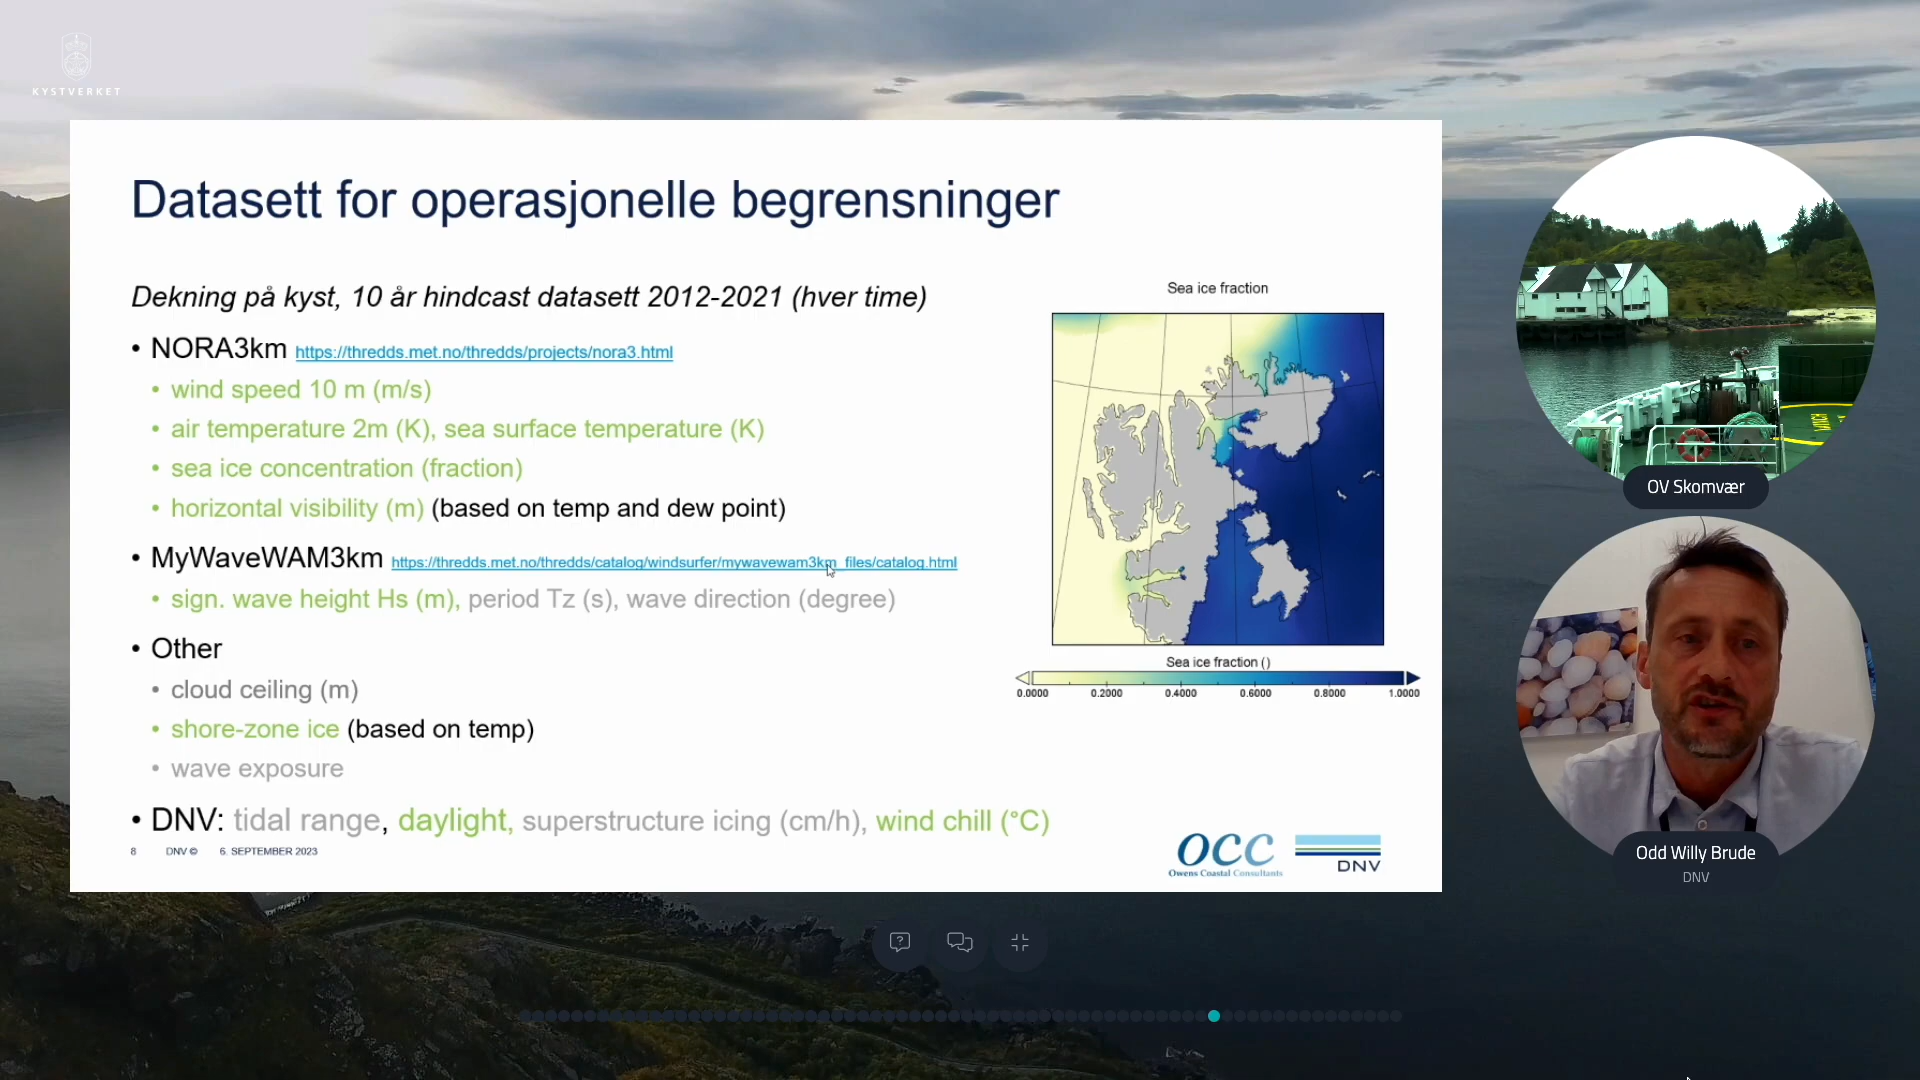 KYSTVERKET
Datasett for operasjonelle begrensninger
Dekning på kyst, 10 år hindcast datasett 2012-2021 (hver time)
• NORA3km https://thredds.met.no/thredds/projects/nora3.html
• wind speed 10 m (m/s)
• air temperature 2m (K), sea surface temperature (K)
• sea ice concentration (fraction)
• horizontal visibility (m) (based on temp and dew point)
• MyWaveWAM3km https://thredds.met.no/thredds/catalog/windsurfer/mywavewam3km_files/catalog.html
• sign. wave height Hs (m), period Tz (s), wave direction (degree)
• Other
• cloud ceiling (m)
• shore-zone ice (based on temp)
• wave exposure
• DNV: tidal range, daylight, superstructure icing (cm/h), wind chill (°C)
8 DNV © 6. SEPTEMBER 2023
Sea ice fraction
Sea ice fraction ()
0.0000 0.2000 0.4000 0.6000 0.8000 1.0000
OCC
Owens Coastal Consultants
DNV
OV Skomvær
Odd Willy Brude
DNV